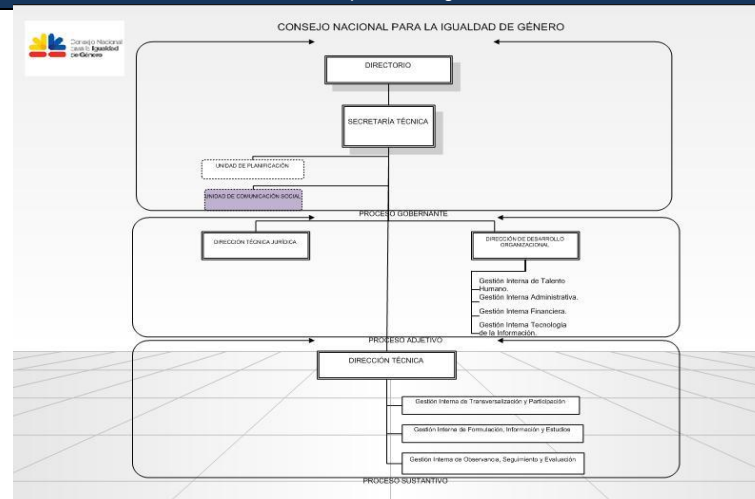 CONSEJO NACIONAL PARA LA IGUALDAD DE GÉNERO
Consejo Nacional
para la Igualdad
de Género
DIRECTORIO
SECRETARÍA TÉCNICA
UNIDAD DE PLANIFICACIÓN
UNIDAD DE COMUNICACIÓN SOCIAL
PROCESO GOBERNANTE
DIRECCIÓN TÉCNICA JURÍDICA
DIRECCIÓN DE DESARROLLO
ORGANIZACIONAL
Gestión Interna de Talento
Humano.
Gestión Interna Administrativa.
Gestión Interna Financiera.
Gestión Interna Tecnología
de la Información.
PROCESO ADJETIVO
DIRECCIÓN TÉCNICA
Gestión Interna de Transversalización y Participación
Gestión Interna de Formulación, Información y Estudios
Gestión Interna de Observancia, Seguimiento y Evaluación
PROCESO SUSTANTIVO